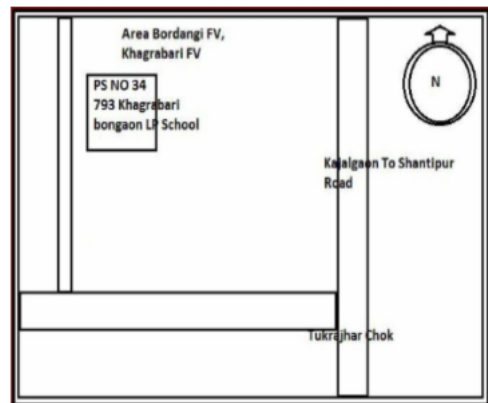 Area Bordangi FV,
Khagrabari FV
N
PS NO 34
793 Khagrabari
bongaon LP School
Kajalgaon To Shantipur
Road
Tukrajhar Chok